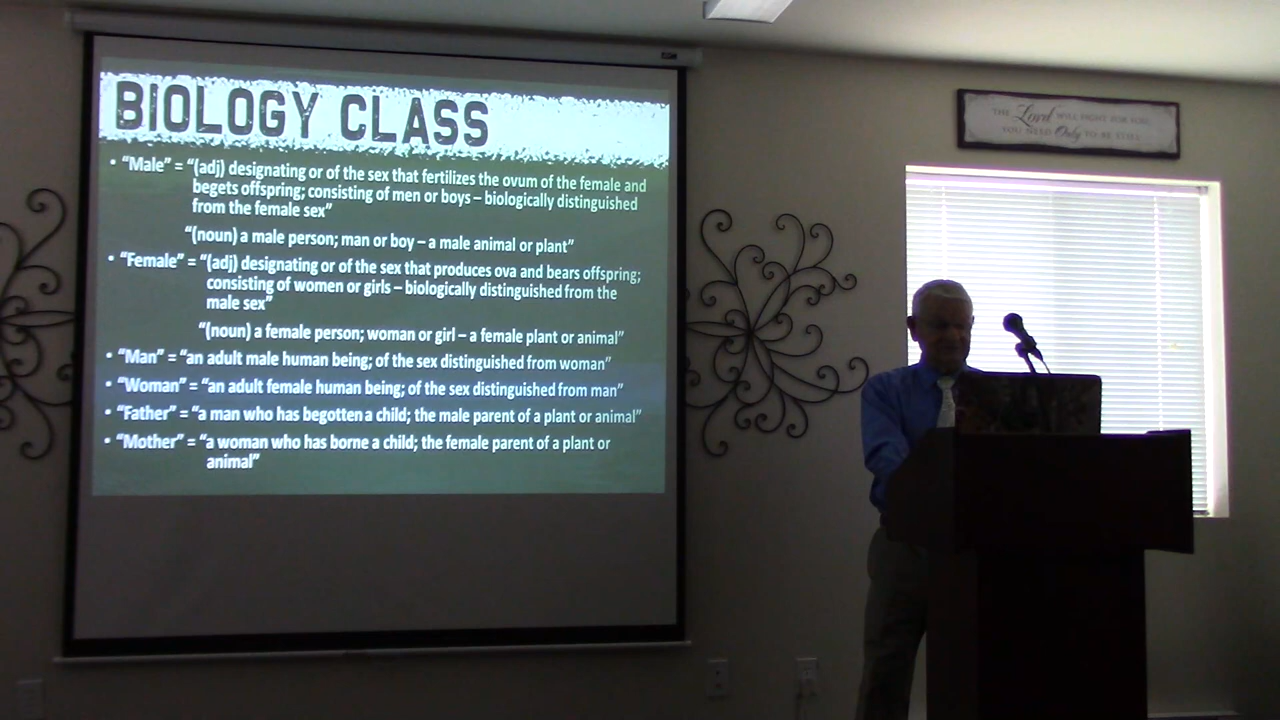 BIOLOGY CLASS
• “Male” = “(adj) designating or of the sex that fertilizes the ovum of the female and
begets offspring; consisting of men or boys – biologically distinguished
from the female sex”
“(noun) a male person; man or boy – a male animal or plant”
• “Female” = “(adj) designating or of the sex that produces ova and bears offspring;
consisting of women or girls – biologically distinguished from the
male sex”
“(noun) a female person; woman or girl – a female plant or animal”
• “Man” = “an adult male human being; of the sex distinguished from woman”
• “Woman” = “an adult female human being; of the sex distinguished from man”
• “Father” = “a man who has begotten a child; the male parent of a plant or animal”
• “Mother” = “a woman who has borne a child; the female parent of a plant or
animal”
THE Lord WILL FIGHT FOR YOU;
YOU NEED Only TO BE STILL